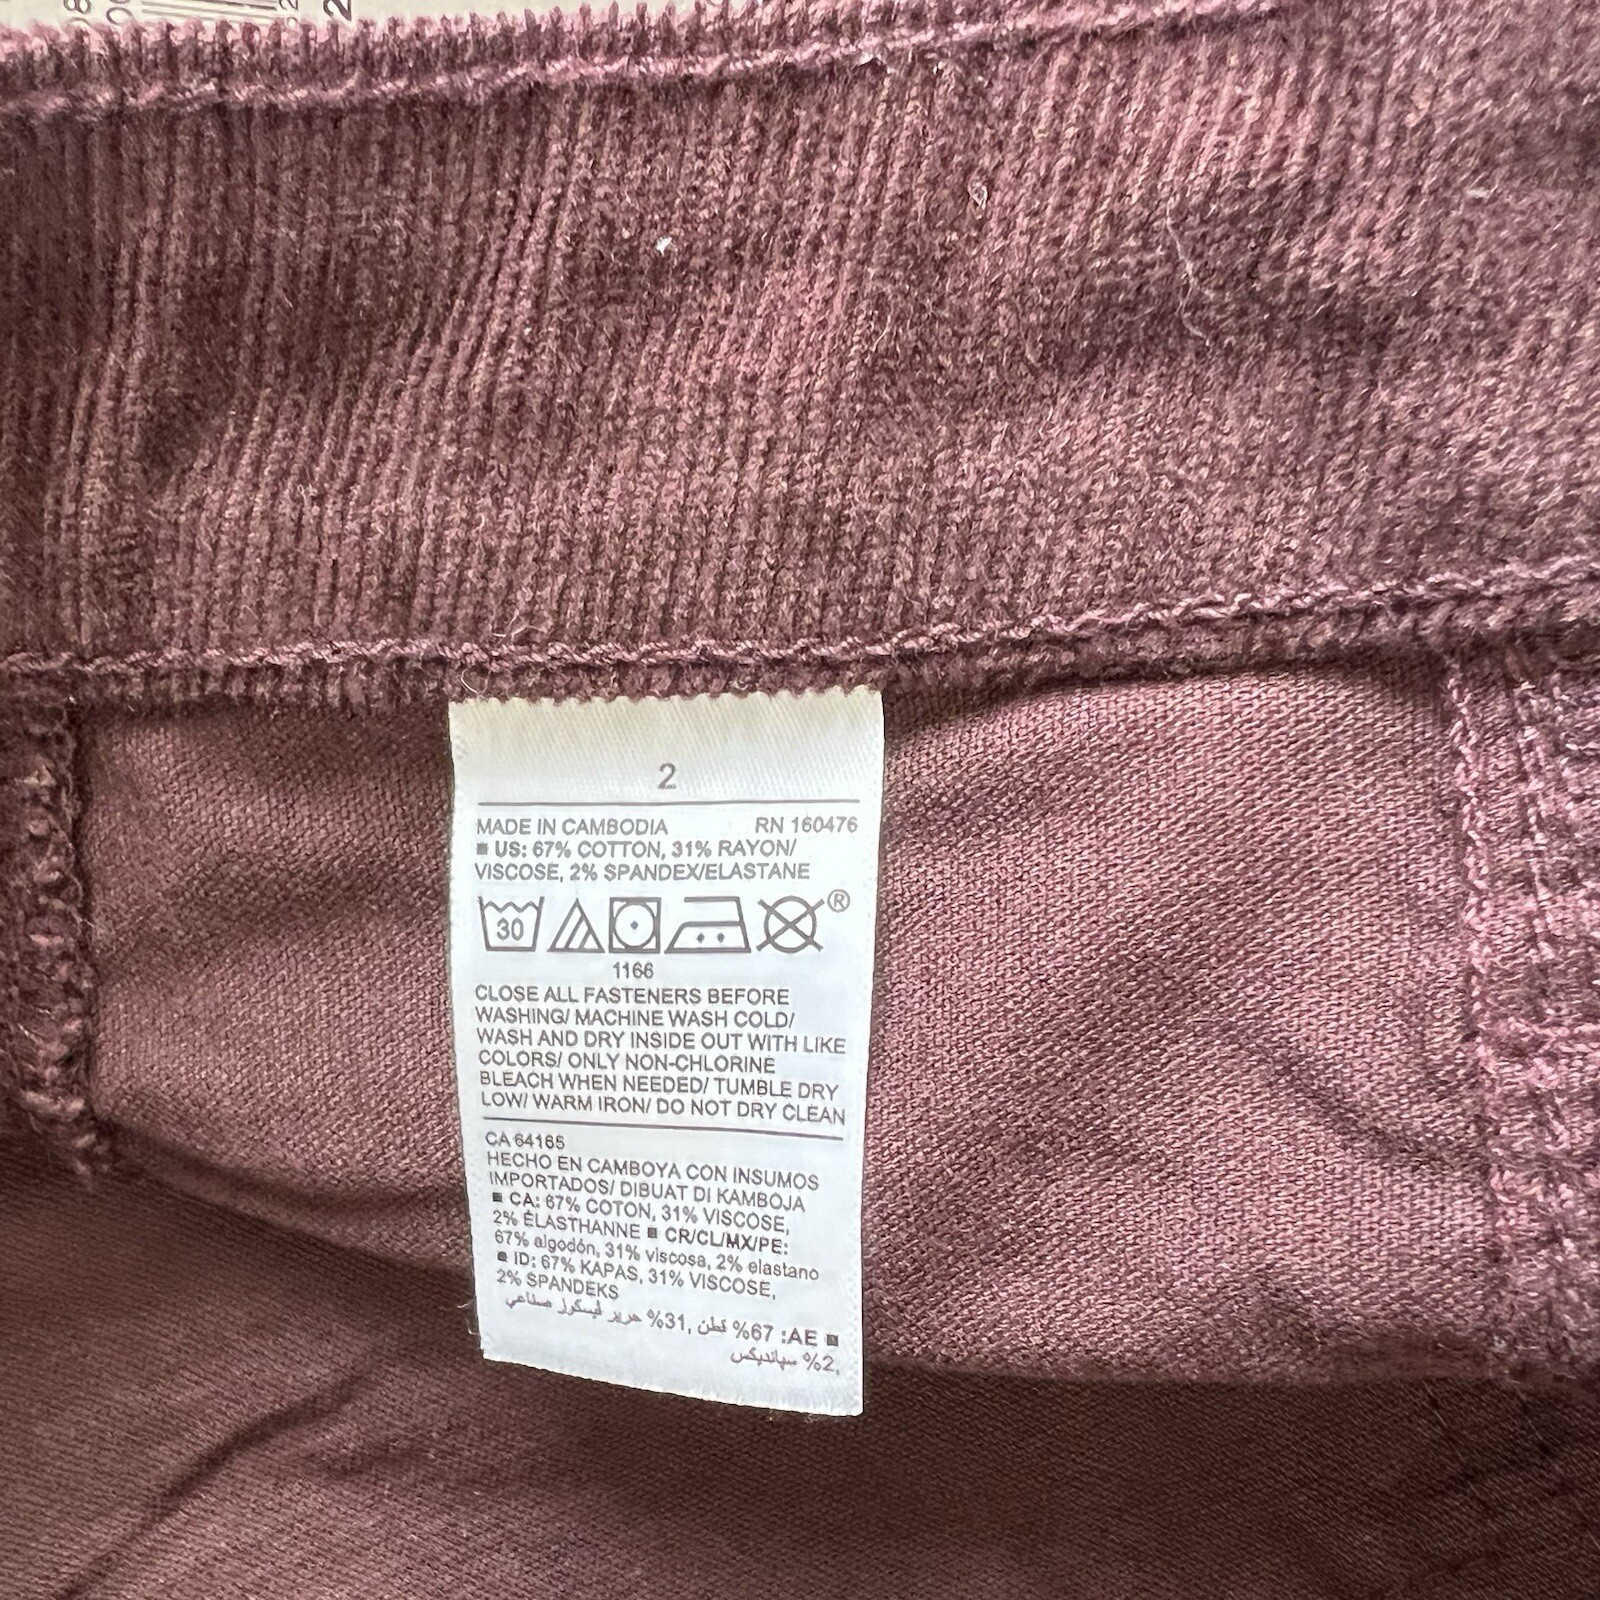 2
MADE IN CAMBODIA RN 160476
■ US: 67% COTTON, 31% RAYON/
VISCOSE, 2% SPANDEX/ELASTANE
30 ®
1166
CLOSE ALL FASTENERS BEFORE
WASHING/ MACHINE WASH COLD/
WASH AND DRY INSIDE OUT WITH LIKE
COLORS/ ONLY NON-CHLORINE
BLEACH WHEN NEEDED/ TUMBLE DRY
LOW/ WARM IRON/ DO NOT DRY CLEAN
CA 64165
HECHO EN CAMBOYA CON INSUMOS
IMPORTADOS/ DIBUAT DI KAMBOJA
■ CA: 67% COTON, 31% VISCOSE,
2% ÉLASTHANNE ■ CR/CL/MX/PE:
67% algodón, 31% viscosa, 2% elastano
■ ID: 67% KAPAS, 31% VISCOSE,
2% SPANDEKS
■ AE: 67% قطن, 31% حرير فيسكوز صناعي
,2% سپاندیکس